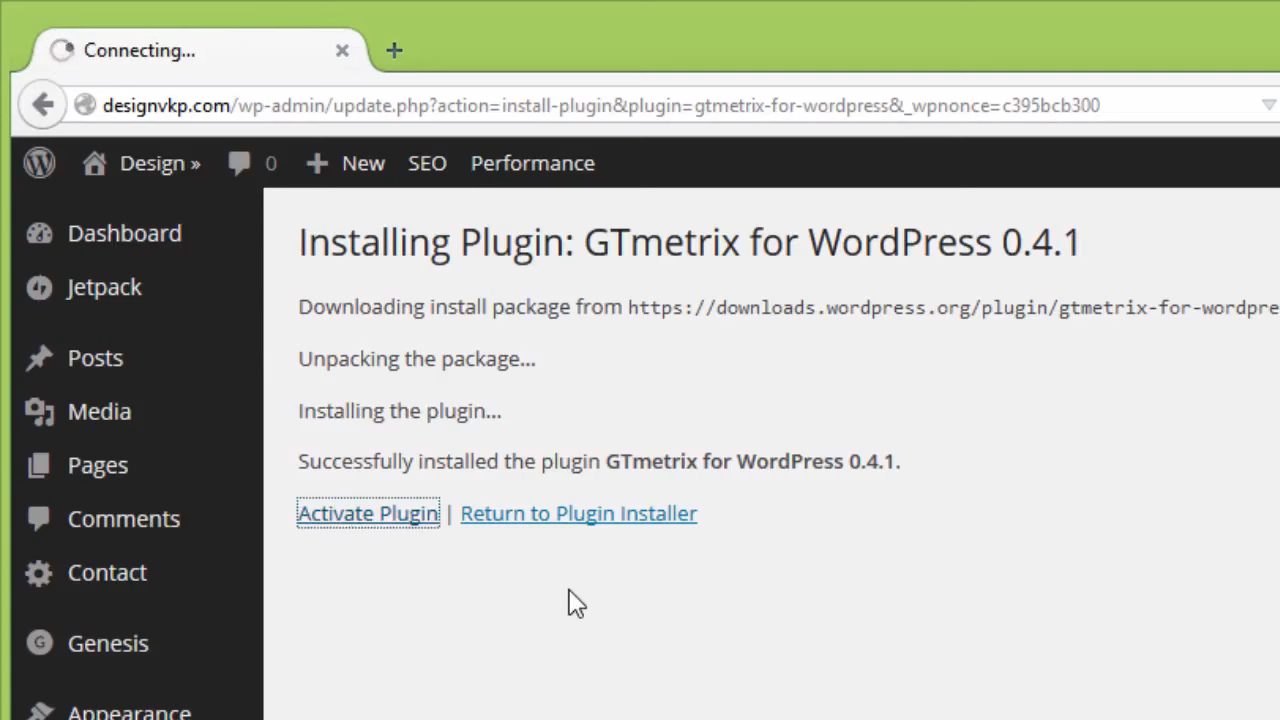 Connecting...
designvkp.com/wp-admin/update.php?action=install-plugin&plugin=gtmetrix-for-wordpress&_wpnonce=c395bcb300
Design » 0 New SEO Performance
Dashboard
Jetpack
Posts
Media
Pages
Comments
Contact
Genesis
Appearance
Installing Plugin: GTmetrix for WordPress 0.4.1
Downloading install package from https://downloads.wordpress.org/plugin/gtmetrix-for-wordpre
Unpacking the package...
Installing the plugin...
Successfully installed the plugin GTmetrix for WordPress 0.4.1.
Activate Plugin | Return to Plugin Installer